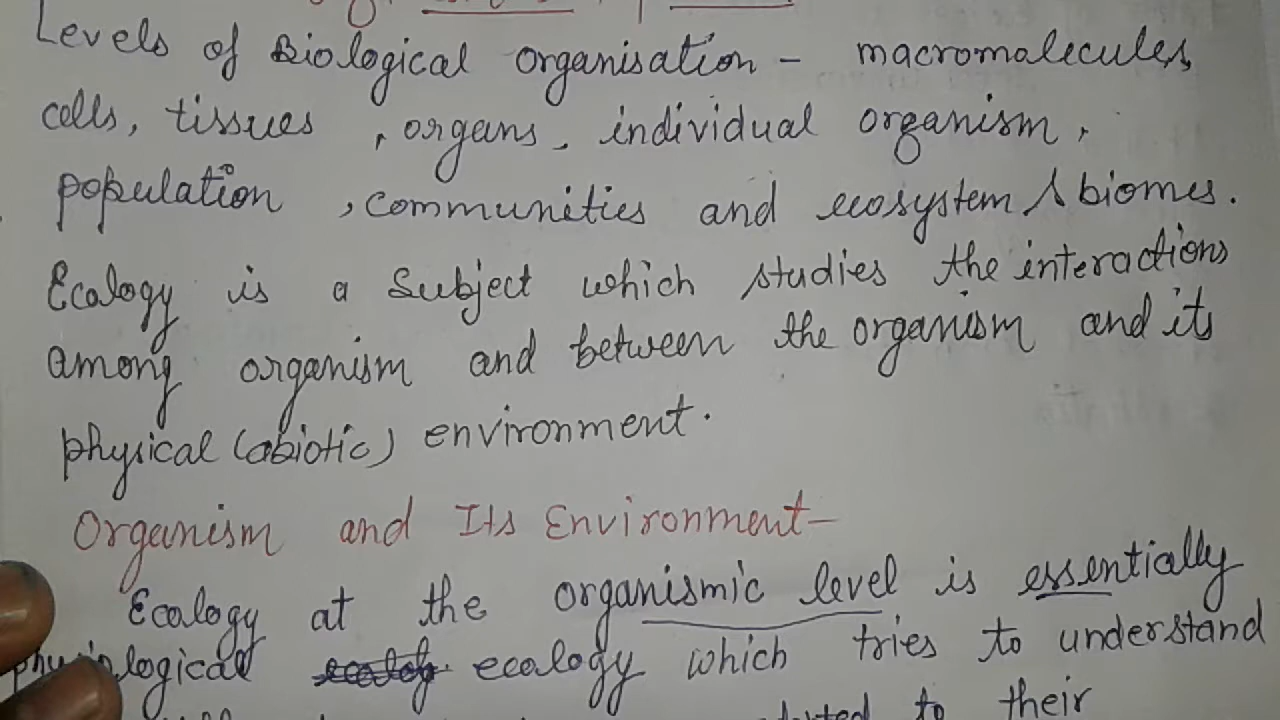 Levels of Biological organisation - macromalecules,
cells, tissues , organs, individual organism,
population , communities and ecosystem & biomes.
Ecology is a subject which studies the interactions
among organism and between the organism and its
physical (abiotic) environment.
Organism and Its Environment-
Ecology at the organismic level is essentially
physiological ecology which tries to understand
to their